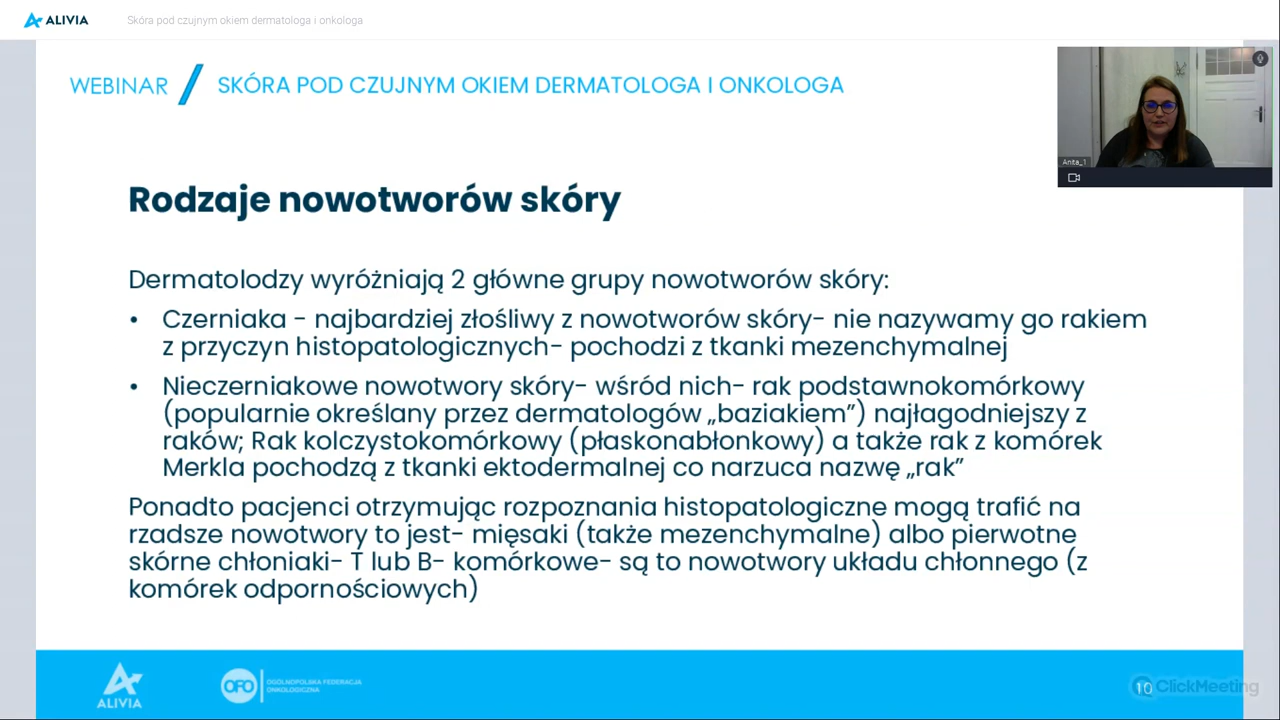 ALIVIA
Skóra pod czujnym okiem dermatologa i onkologa
WEBINAR / SKÓRA POD CZUJNYM OKIEM DERMATOLOGA I ONKOLOGA
Anita_1
Rodzaje nowotworów skóry
Dermatolodzy wyróżniają 2 główne grupy nowotworów skóry:
• Czerniaka - najbardziej złośliwy z nowotworów skóry- nie nazywamy go rakiem
z przyczyn histopatologicznych- pochodzi z tkanki mezenchymalnej
• Nieczerniakowe nowotwory skóry- wśród nich- rak podstawnokomórkowy
(popularnie określany przez dermatologów „baziakiem”) najłagodniejszy z
raków; Rak kolczystokomórkowy (płaskonabłonkowy) a także rak z komórek
Merkla pochodzą z tkanki ektodermalnej co narzuca nazwę „rak”
Ponadto pacjenci otrzymując rozpoznania histopatologiczne mogą trafić na
rzadsze nowotwory to jest- mięsaki (także mezenchymalne) albo pierwotne
skórne chłoniaki- T lub B- komórkowe- są to nowotwory układu chłonnego (z
komórek odpornościowych)
ALIVIA
OFO
OGÓLNOPOLSKA FEDERACJA
ONKOLOGICZNA
10
ClickMeeting